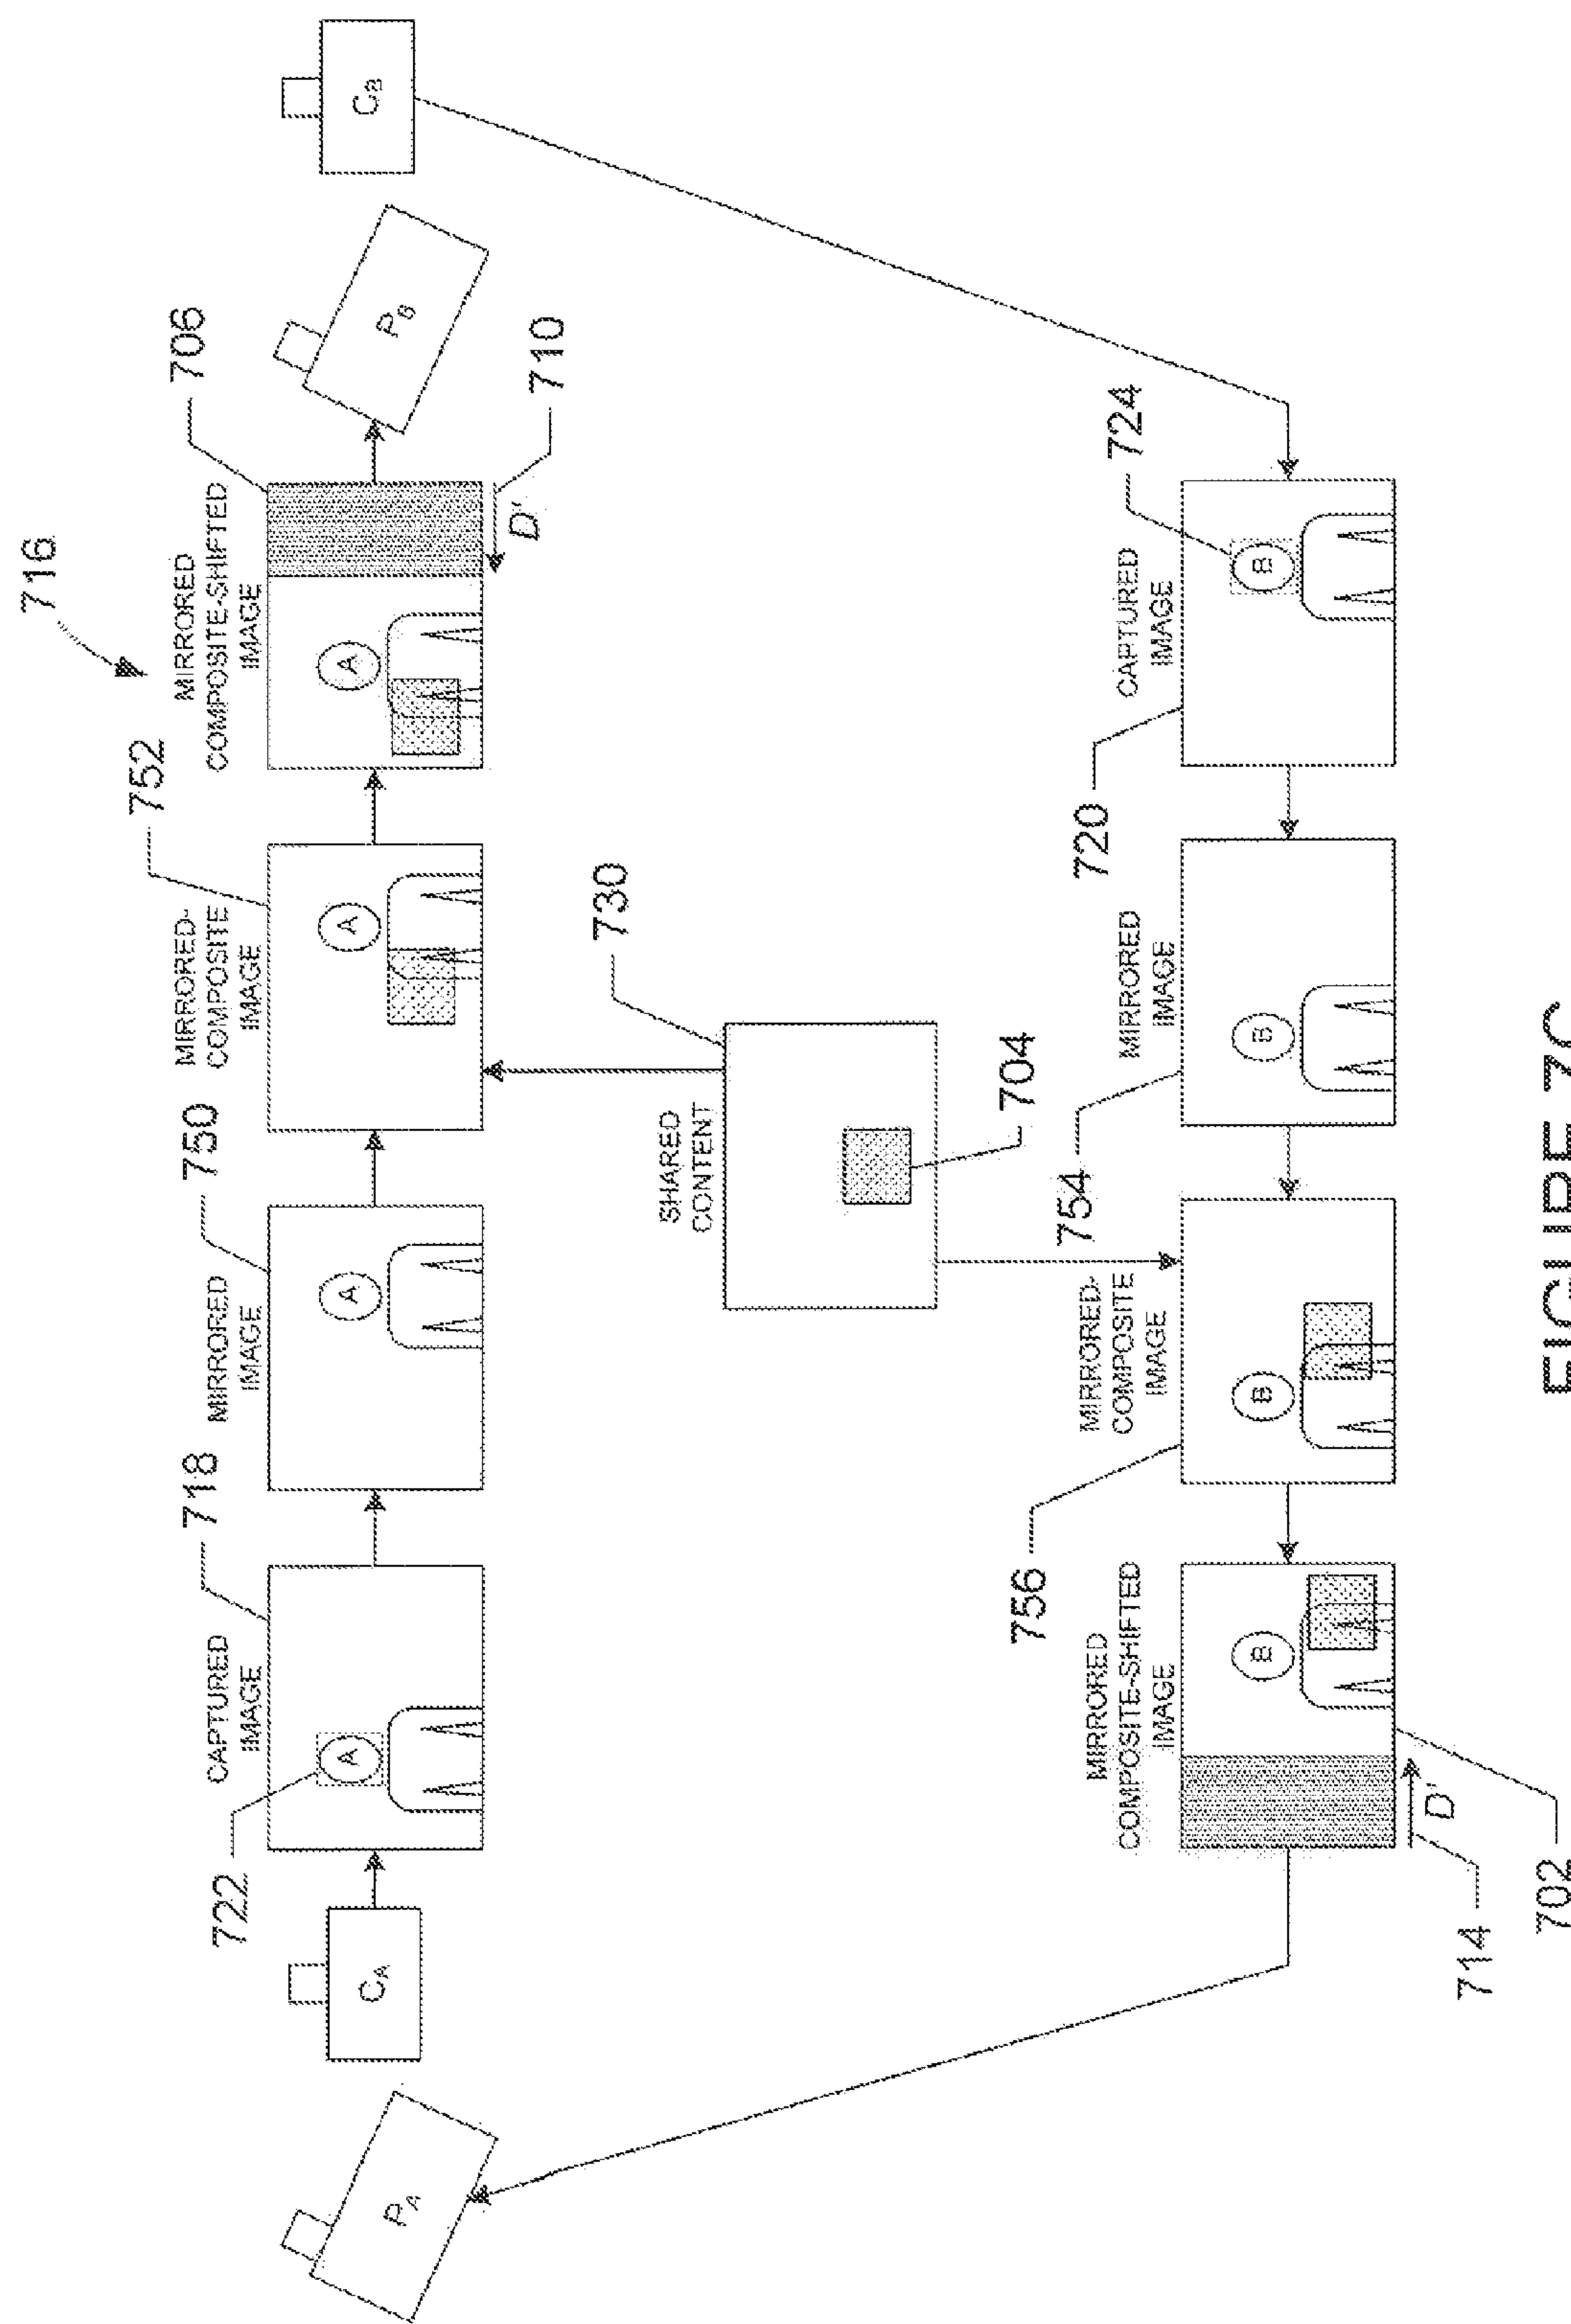 716
718
750
752
706
722
CAPTURED
IMAGE
MIRRORED
IMAGE
MIRRORED-
COMPOSITE
IMAGE
MIRRORED
COMPOSITE-SHIFTED
IMAGE
PA
CA
A
A
A
A
PB
CB
D'
710
730
SHARED
CONTENT
704
756
754
720
724
MIRRORED
COMPOSITE-SHIFTED
IMAGE
MIRRORED-
COMPOSITE
IMAGE
MIRRORED
IMAGE
CAPTURED
IMAGE
B
B
B
B
D'
714
702
FIGURE 7C